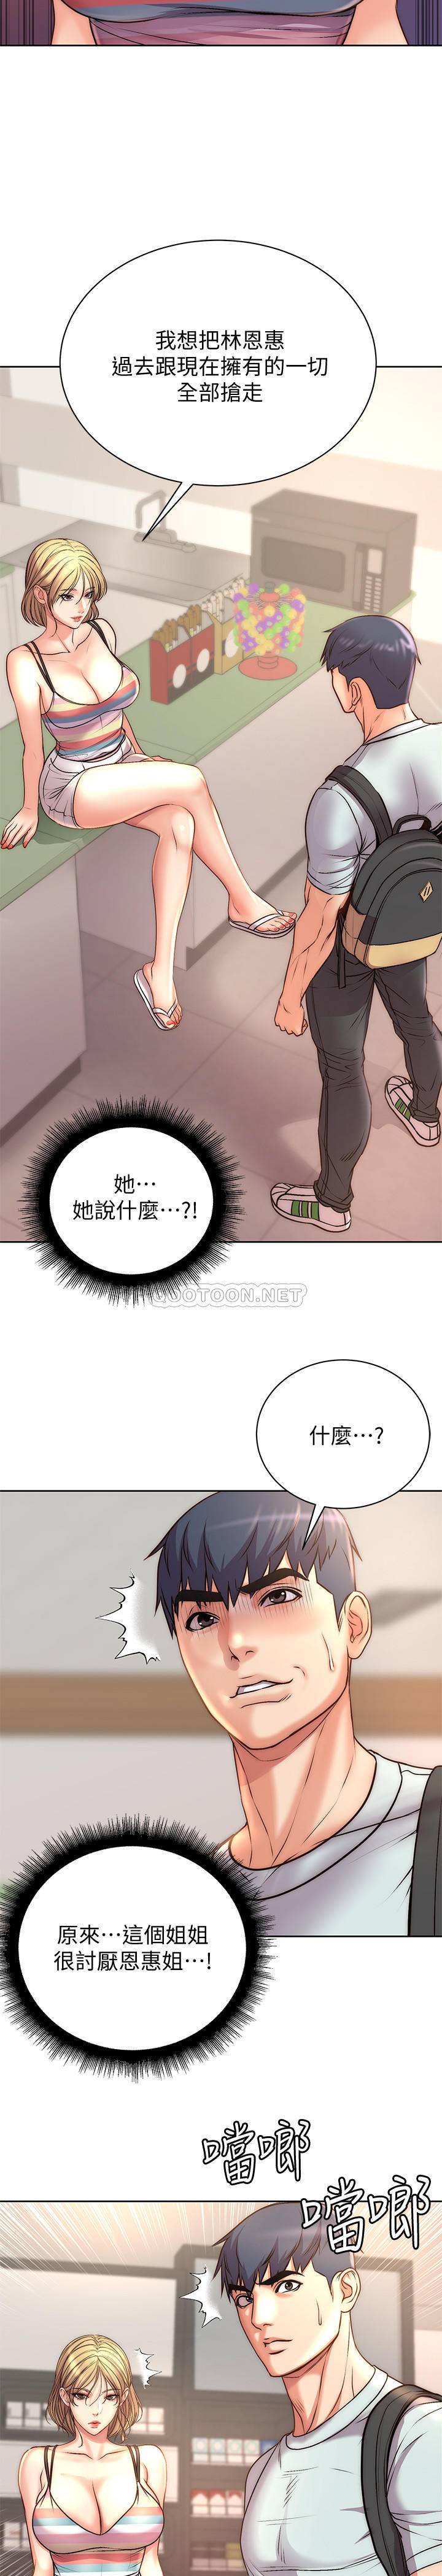 我想把林恩惠
過去跟現在擁有的一切
全部搶走
她⋯
她說什麼⋯?!
QUOTOON.NET
什麼⋯?
原來⋯這個姐姐
很討厭恩惠姐⋯!
噹啷
噹啷